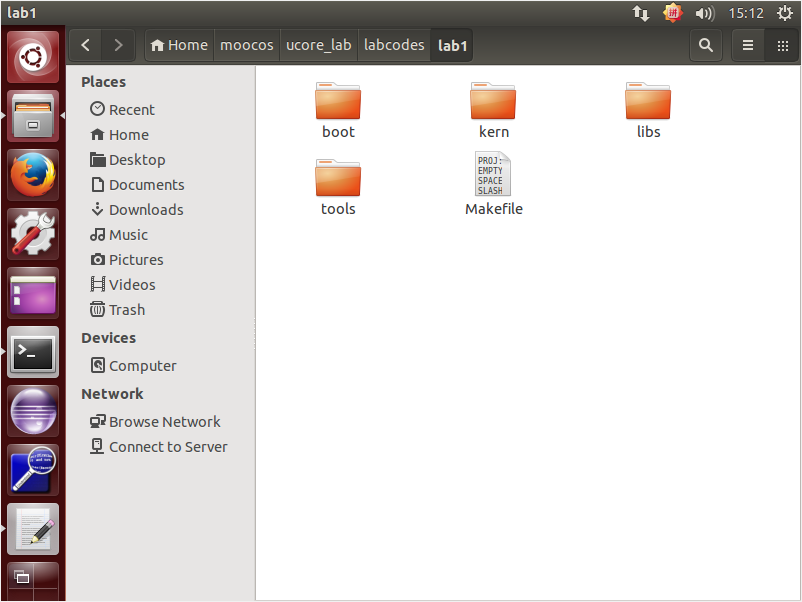 lab1
拼
15:12
Home
moocos
ucore_lab
labcodes
lab1
Places
Recent
Home
Desktop
Documents
Downloads
Music
Pictures
Videos
Trash
Devices
Computer
Network
Browse Network
Connect to Server
boot
kern
libs
tools
PROJ:
EMPTY
SPACE
SLASH
Makefile